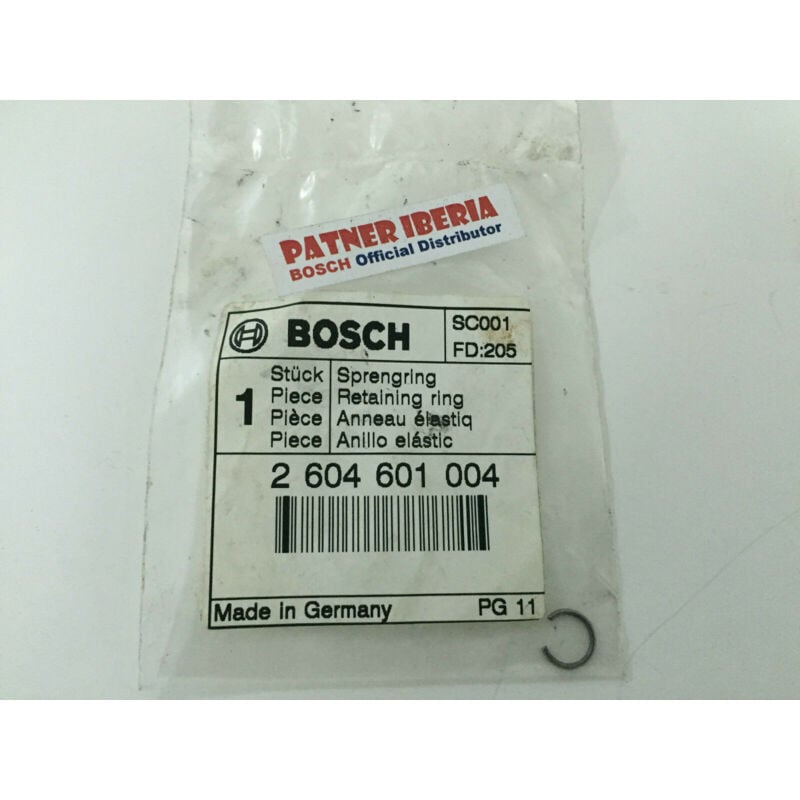 PATNER IBERIA
BOSCH Official Distributor
BOSCH
SC001
FD:205
1
Stück Sprengring
Piece Retaining ring
Pièce Anneau élastiq
Piece Anillo elástic
2 604 601 004
Made in Germany PG 11